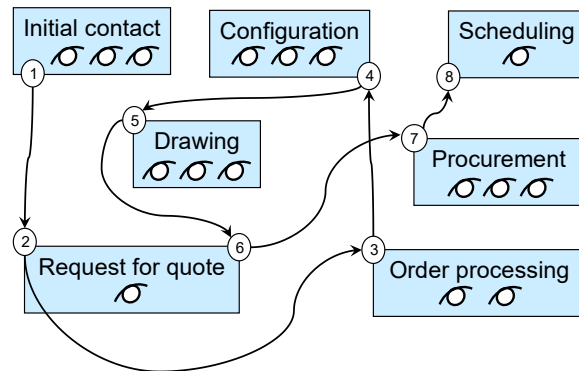 Initial contact
1
Configuration
4
Scheduling
8
5
Drawing
7
Procurement
2
6
Request for quote
3
Order processing